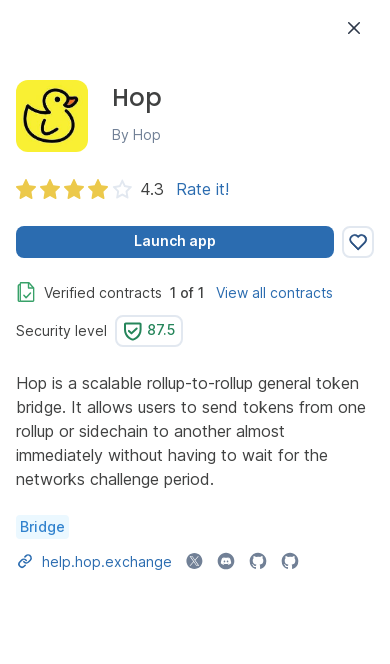 Hop
By Hop
4.3 Rate it!
Launch app
Verified contracts 1 of 1 View all contracts
Security level 87.5
Hop is a scalable rollup-to-rollup general token
bridge. It allows users to send tokens from one
rollup or sidechain to another almost
immediately without having to wait for the
networks challenge period.
Bridge
help.hop.exchange